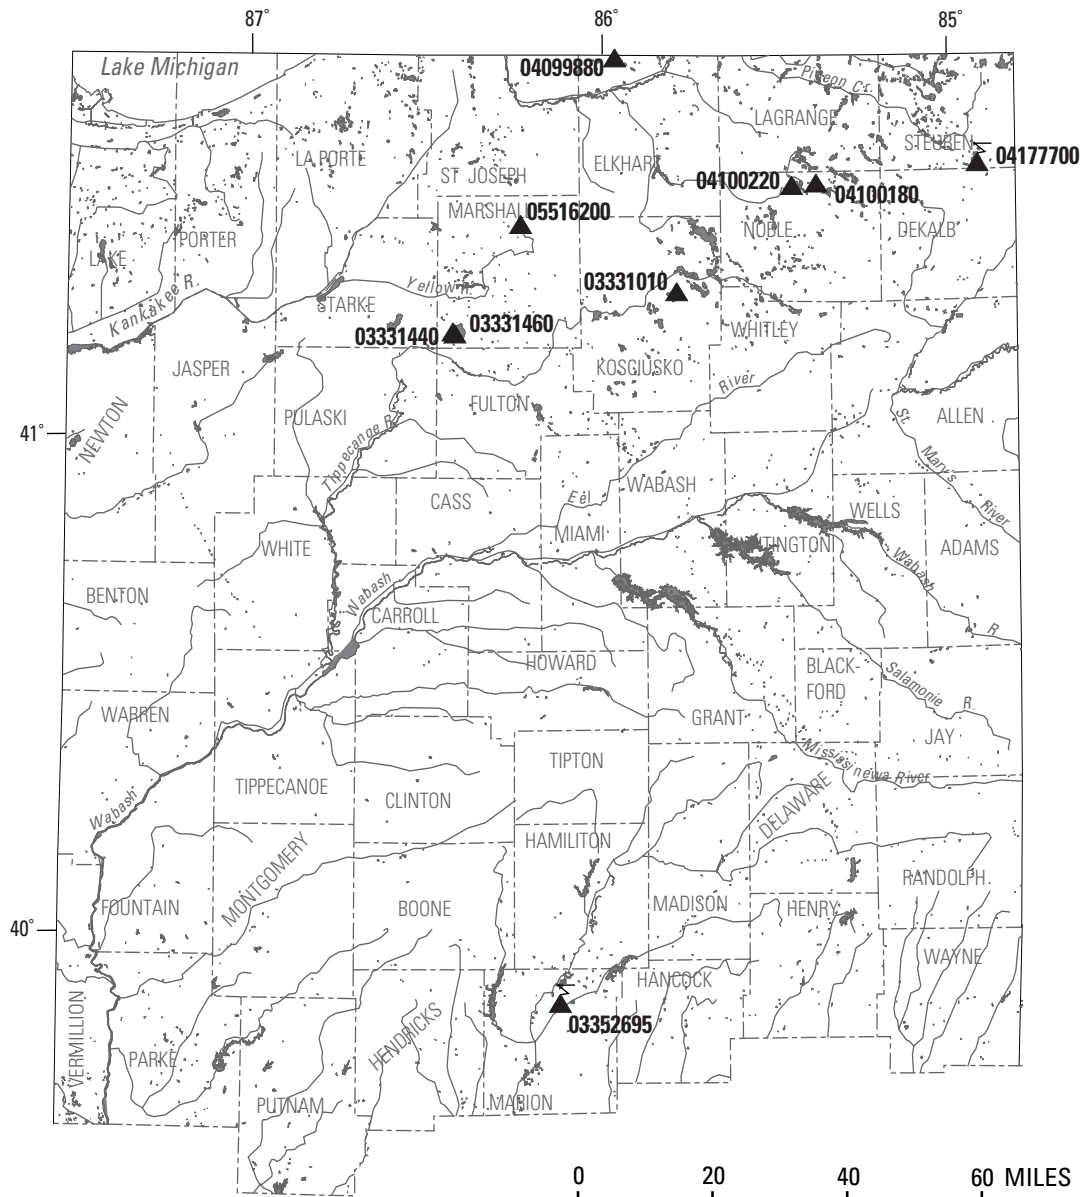 87°
86°
85°
Lake Michigan
04099880
Pigeon Cr.
LAGRANGE
STEUBEN
04177700
LA PORTE
ST JOSEPH
ELKHART
04100220
04100180
MARSHALL
05516200
PORTER
LAKE
NOBLE
DEKALB
Kankakee R.
Yellow R.
STARKE
03331010
03331440
03331460
WHITLEY
JASPER
KOSCIUSKO
River
NEWTON
PULASKI
FULTON
ALLEN
41°
St.
Mary's
River
Tippecanoe R.
CASS
Eel
WABASH
WELLS
WHITE
MIAMI
TINGTON
ADAMS
Wabash
R.
BENTON
Wabash
CARROLL
HOWARD
BLACK-
FORD
Salamonie R.
WARREN
GRANT
JAY
Mississinewa River
TIPTON
TIPPECANOE
CLINTON
DELAWARE
Wabash
HAMILTON
MONTGOMERY
RANDOLPH
FOUNTAIN
BOONE
MADISON
HENRY
40°
WAYNE
HANCOCK
VERMILLION
HENDRICKS
03352695
PARKE
PUTNAM
MARION
0 20 40 60 MILES